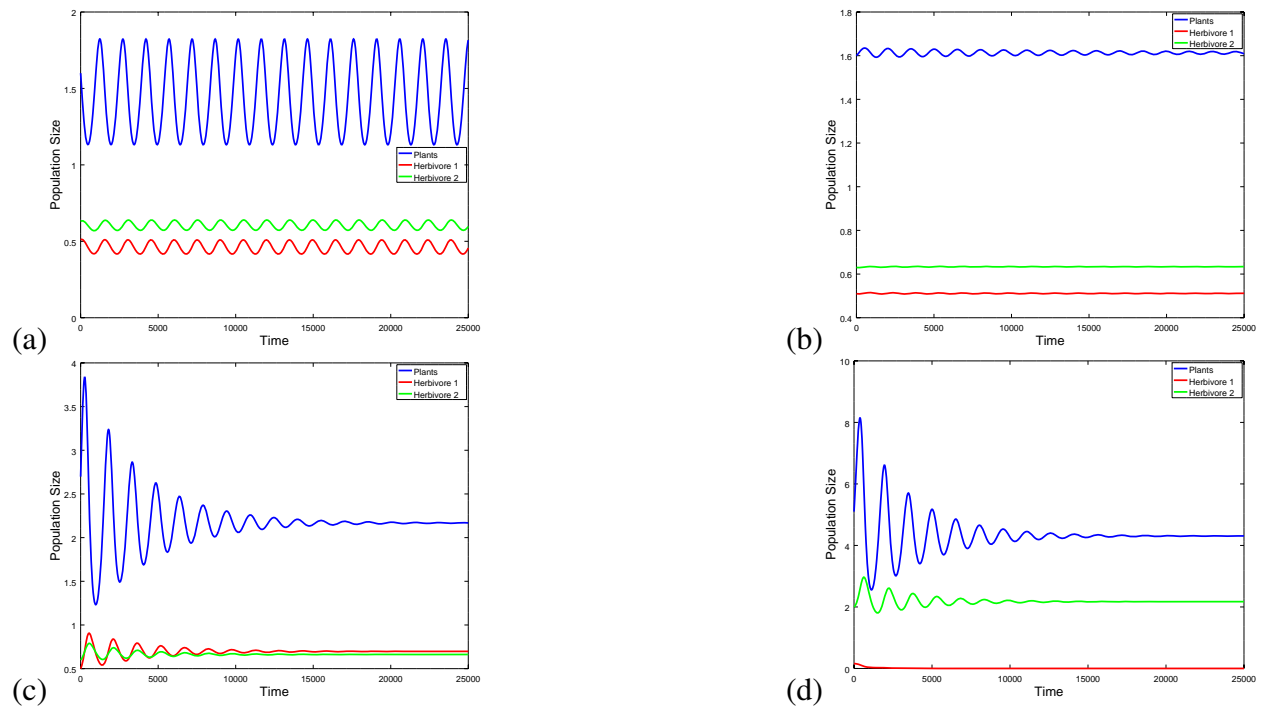 2
1.5
1
0.5
0
Population Size
Plants
Herbivore 1
Herbivore 2
0 5000 10000 15000 20000 25000
Time
(a)
1.8
1.6
1.4
1.2
1
0.8
0.6
0.4
Population Size
Plants
Herbivore 1
Herbivore 2
0 5000 10000 15000 20000 25000
Time
(b)
4
3.5
3
2.5
2
1.5
1
0.5
Population Size
Plants
Herbivore 1
Herbivore 2
0 5000 10000 15000 20000 25000
Time
(c)
10
8
6
4
2
0
Population Size
Plants
Herbivore 1
Herbivore 2
0 5000 10000 15000 20000 25000
Time
(d)